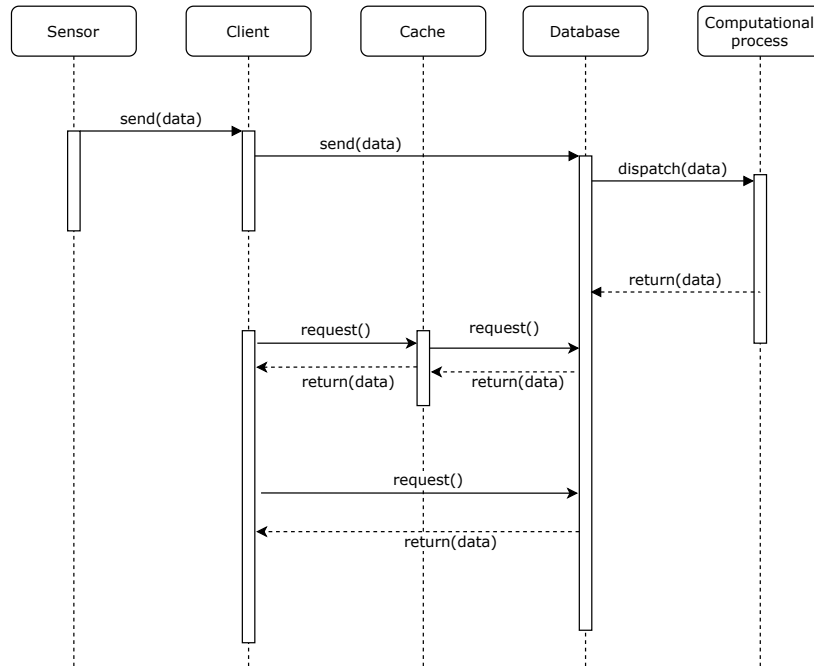 Sensor
Client
Cache
Database
Computational
process
send(data)
send(data)
dispatch(data)
return(data)
request()
request()
return(data)
return(data)
request()
return(data)